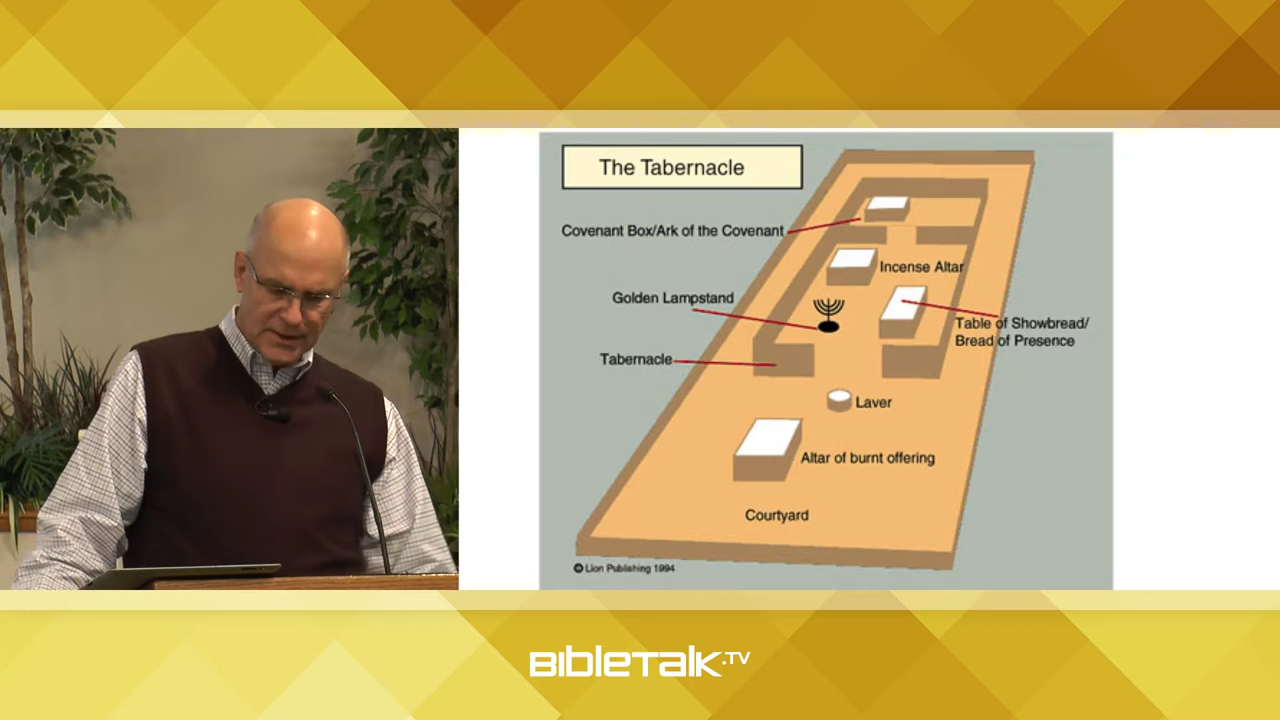 The Tabernacle
Covenant Box/Ark of the Covenant
Incense Altar
Golden Lampstand
Table of Showbread/
Bread of Presence
Tabernacle
Laver
Altar of burnt offering
Courtyard
© Lion Publishing 1994
BIBLETALK.TV